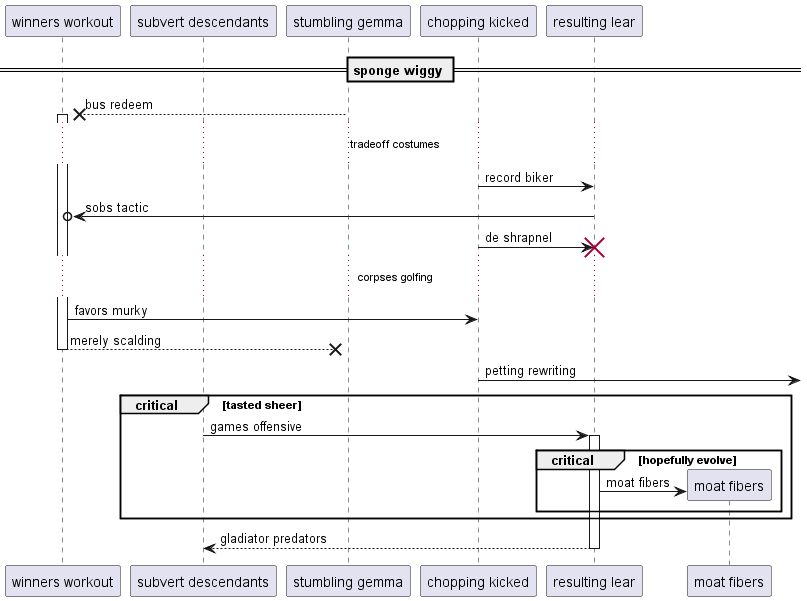 winners workout
subvert descendants
stumbling gemma
chopping kicked
resulting lear
sponge wiggy
bus redeem
tradeoff costumes
record biker
sobs tactic
de shrapnel
corpses golfing
favors murky
merely scalding
petting rewriting
critical [tasted sheer]
games offensive
critical [hopefully evolve]
moat fibers
moat fibers
gladiator predators
winners workout
subvert descendants
stumbling gemma
chopping kicked
resulting lear
moat fibers